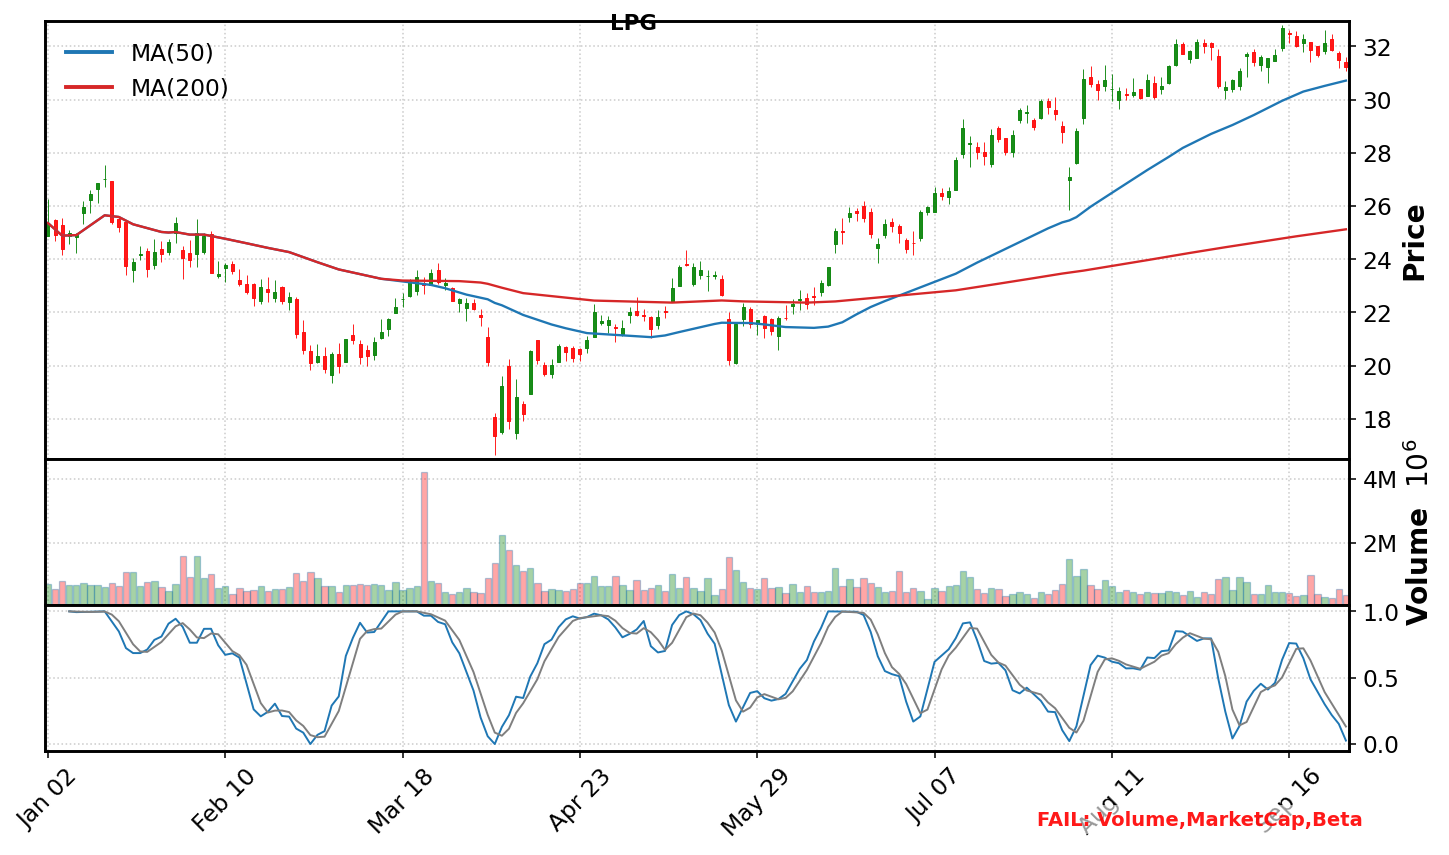 LPG
MA(50)
MA(200)
32
30
28
26
24
22
20
18
Price
4M
2M
Volume 10⁶
1.0
0.5
0.0
Jan 02
Feb 10
Mar 18
Apr 23
May 29
Jul 07
Aug 11
Sep 16
FAIL: Volume,MarketCap,Beta